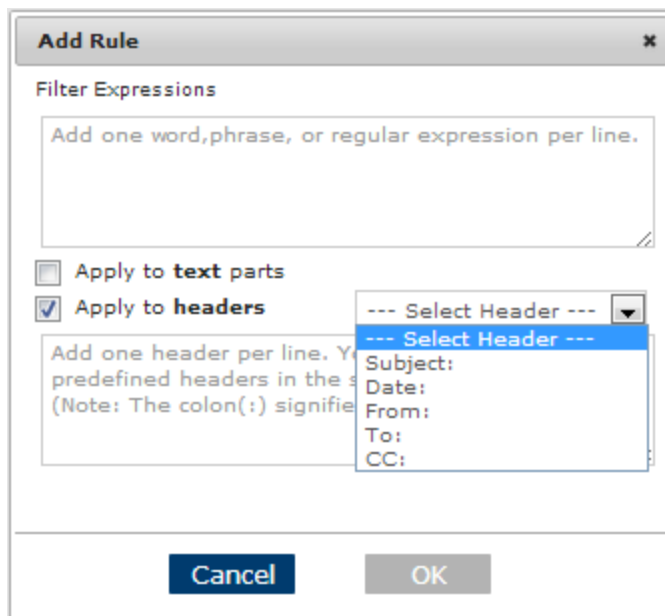 Add Rule
Filter Expressions
Add one word,phrase, or regular expression per line.
Apply to text parts
Apply to headers --- Select Header ---
--- Select Header ---
Subject:
Date:
From:
To:
CC:
Add one header per line.
predefined headers in the
(Note: The colon(:)
Cancel OK